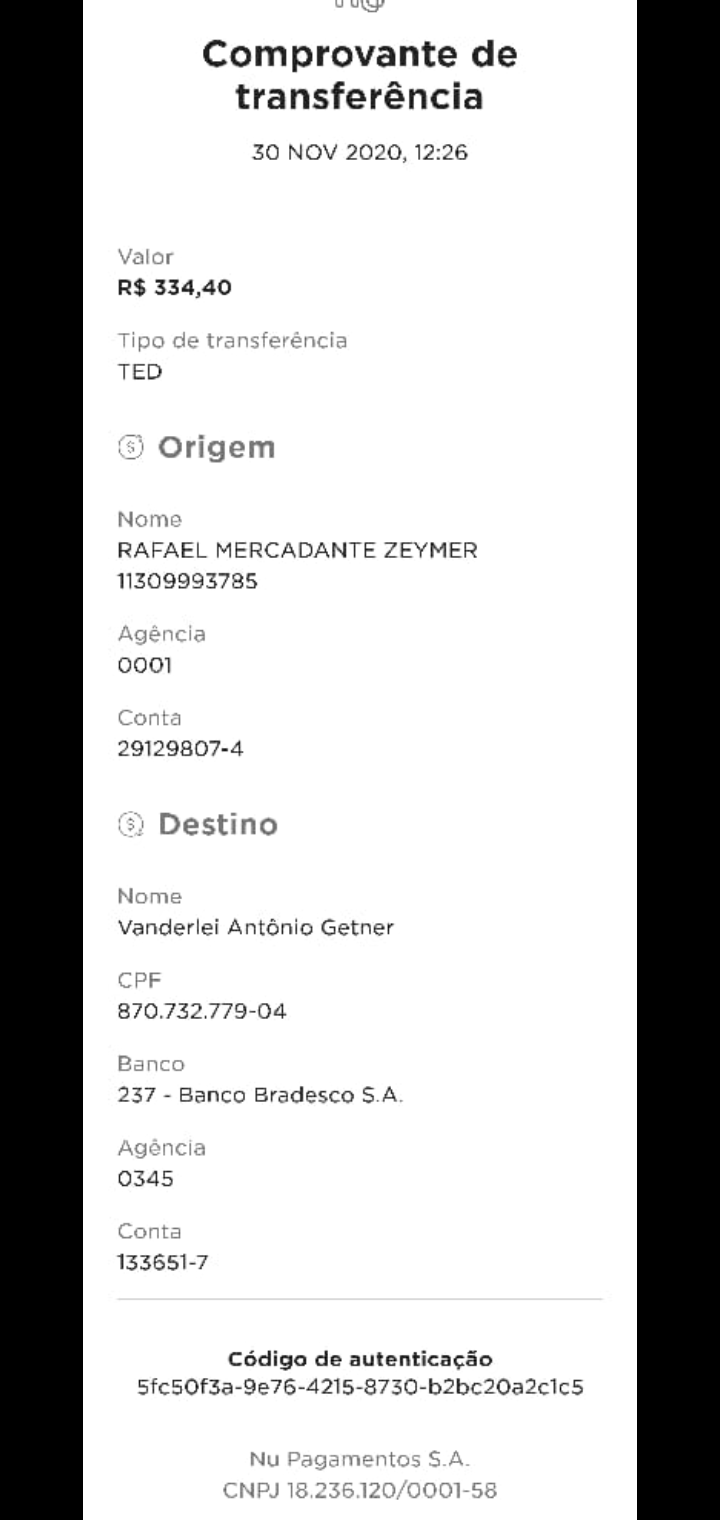 Comprovante de
transferência
30 NOV 2020, 12:26
Valor
R$ 334,40
Tipo de transferência
TED
Origem
Nome
RAFAEL MERCADANTE ZEYMER
11309993785
Agência
0001
Conta
29129807-4
Destino
Nome
Vanderlei Antônio Getner
CPF
870.732.779-04
Banco
237 - Banco Bradesco S.A.
Agência
0345
Conta
133651-7
Código de autenticação
5fc50f3a-9e76-4215-8730-b2bc20a2c1c5
Nu Pagamentos S.A.
CNPJ 18.236.120/0001-58